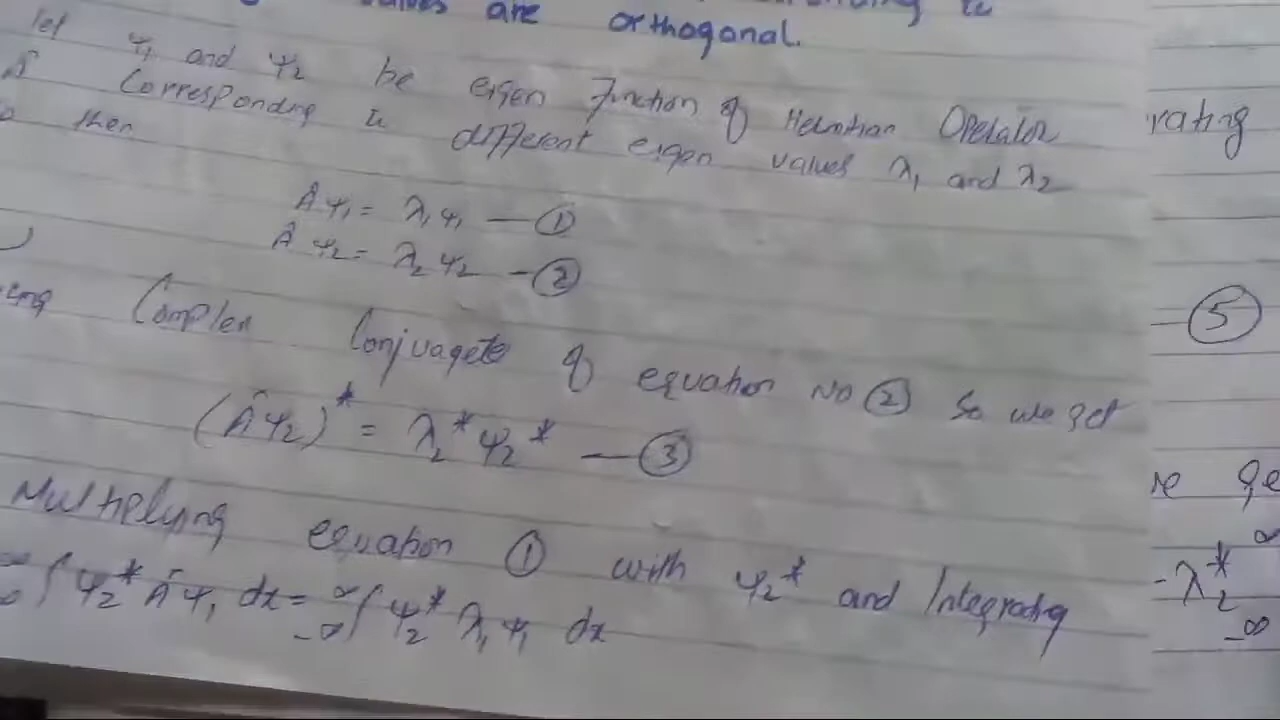 values are orthogonal.
let ψ₁ and ψ₂ be eigen Function of Hermitian Operator
Â Corresponding to different eigen values λ₁ and λ₂
then
Âψ₁ = λ₁ψ₁ — ①
Âψ₂ = λ₂ψ₂ — ②
Complex Conjugate of equation No ② So we get
(Âψ₂)* = λ₂*ψ₂* — ③
Multiplying equation ① with ψ₂* and Integrating
∞∫ψ₂*Âψ₁ dx = ∞-∞∫ψ₂*λ₁ψ₁ dx
rating
— ⑤
ge
∞
-λ₂*
-∞